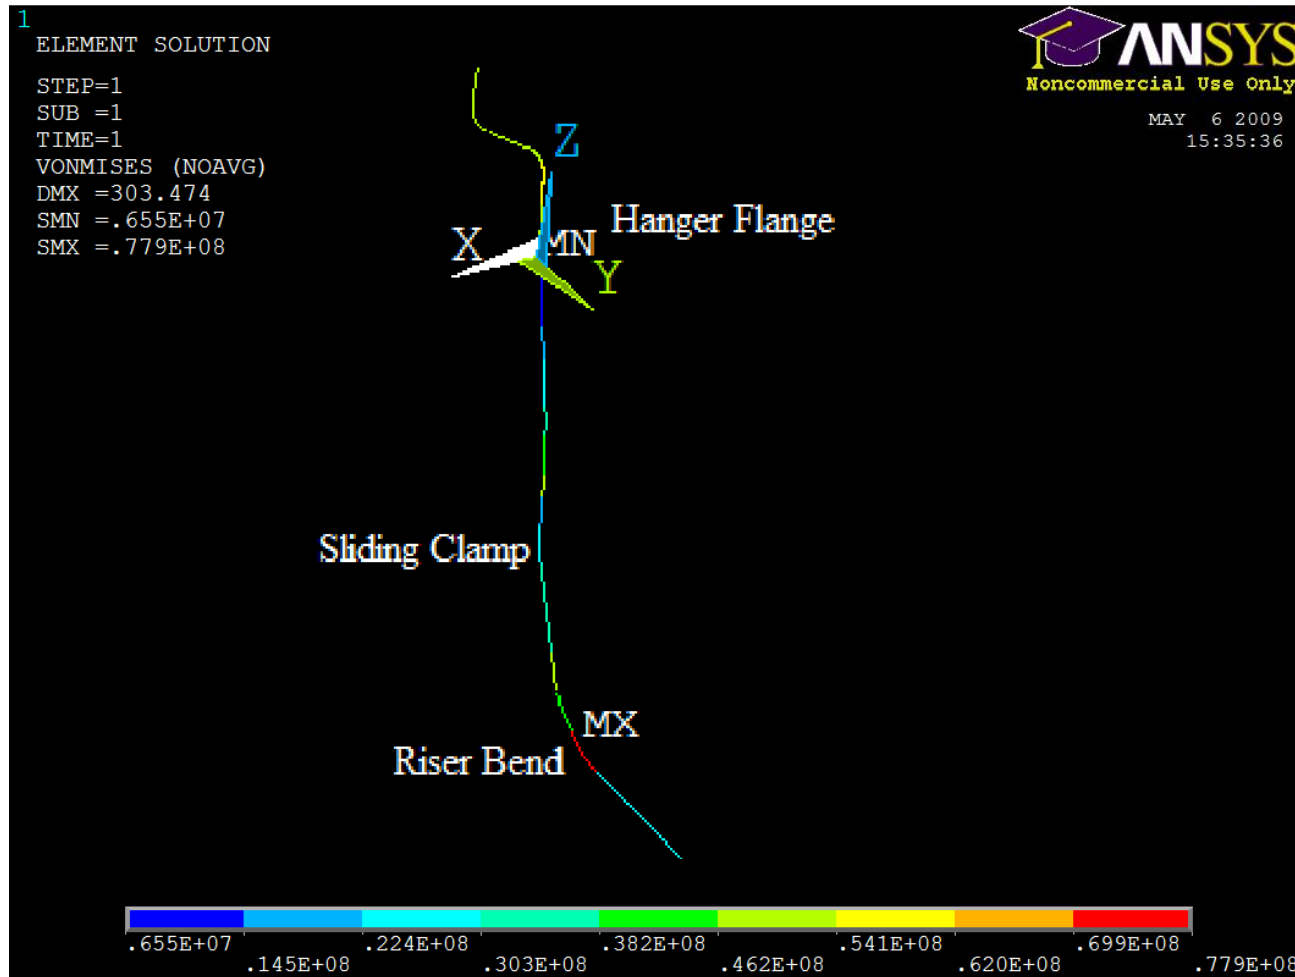 1
ELEMENT SOLUTION
STEP=1
SUB =1
TIME=1
VONMISES (NOAVG)
DMX =303.474
SMN =.655E+07
SMX =.779E+08
ANSYS
Noncommercial Use Only
MAY  6 2009
15:35:36
Z
Hanger Flange
X
MN
Y
Sliding Clamp
MX
Riser Bend
.655E+07 .224E+08 .382E+08 .541E+08 .699E+08
.145E+08 .303E+08 .462E+08 .620E+08 .779E+08